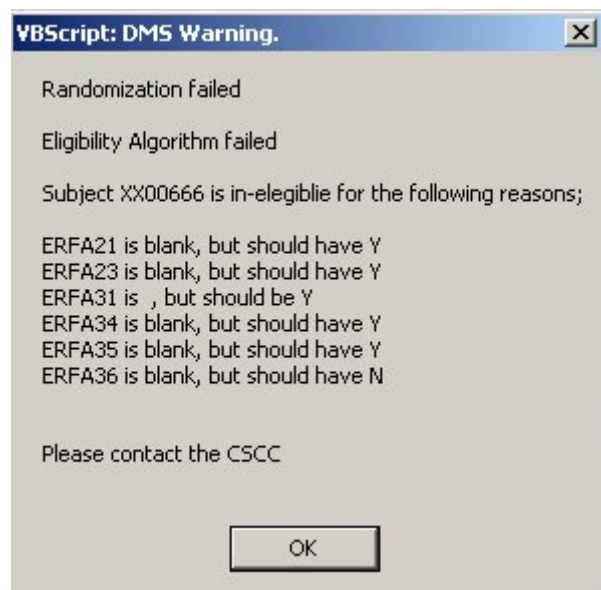 VBScript: DMS Warning.
Randomization failed
Eligibility Algorithm failed
Subject XX00666 is in-elegiblie for the following reasons;
ERFA21 is blank, but should have Y
ERFA23 is blank, but should have Y
ERFA31 is  , but should be Y
ERFA34 is blank, but should have Y
ERFA35 is blank, but should have Y
ERFA36 is blank, but should have N
Please contact the CSCC
OK